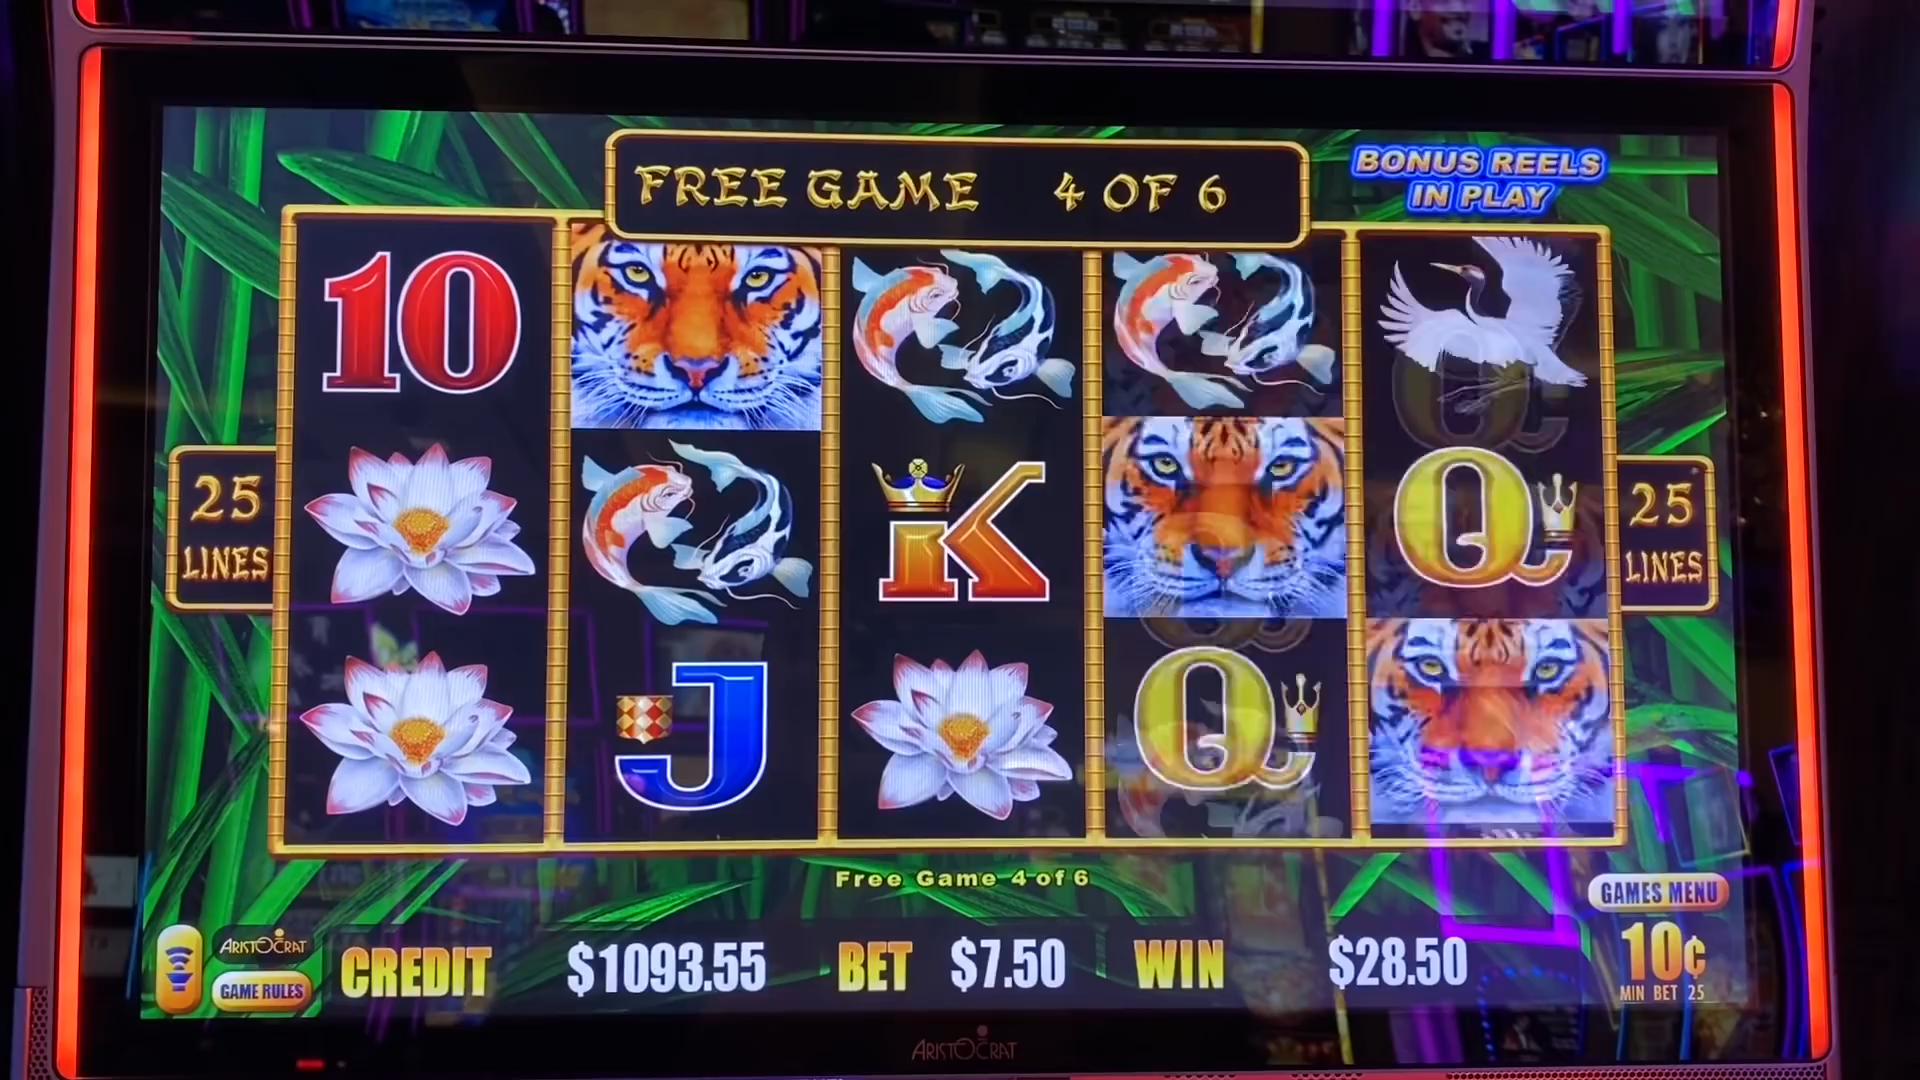 FREE GAME 4 OF 6
BONUS REELS
IN PLAY
10
25
LINES
K
Q
25
LINES
J
Q
Free Game 4 of 6
GAMES MENU
ARISTOCRAT
GAME RULES
CREDIT $1093.55 BET $7.50 WIN $28.50
10¢
MIN BET 25
ARISTOCRAT